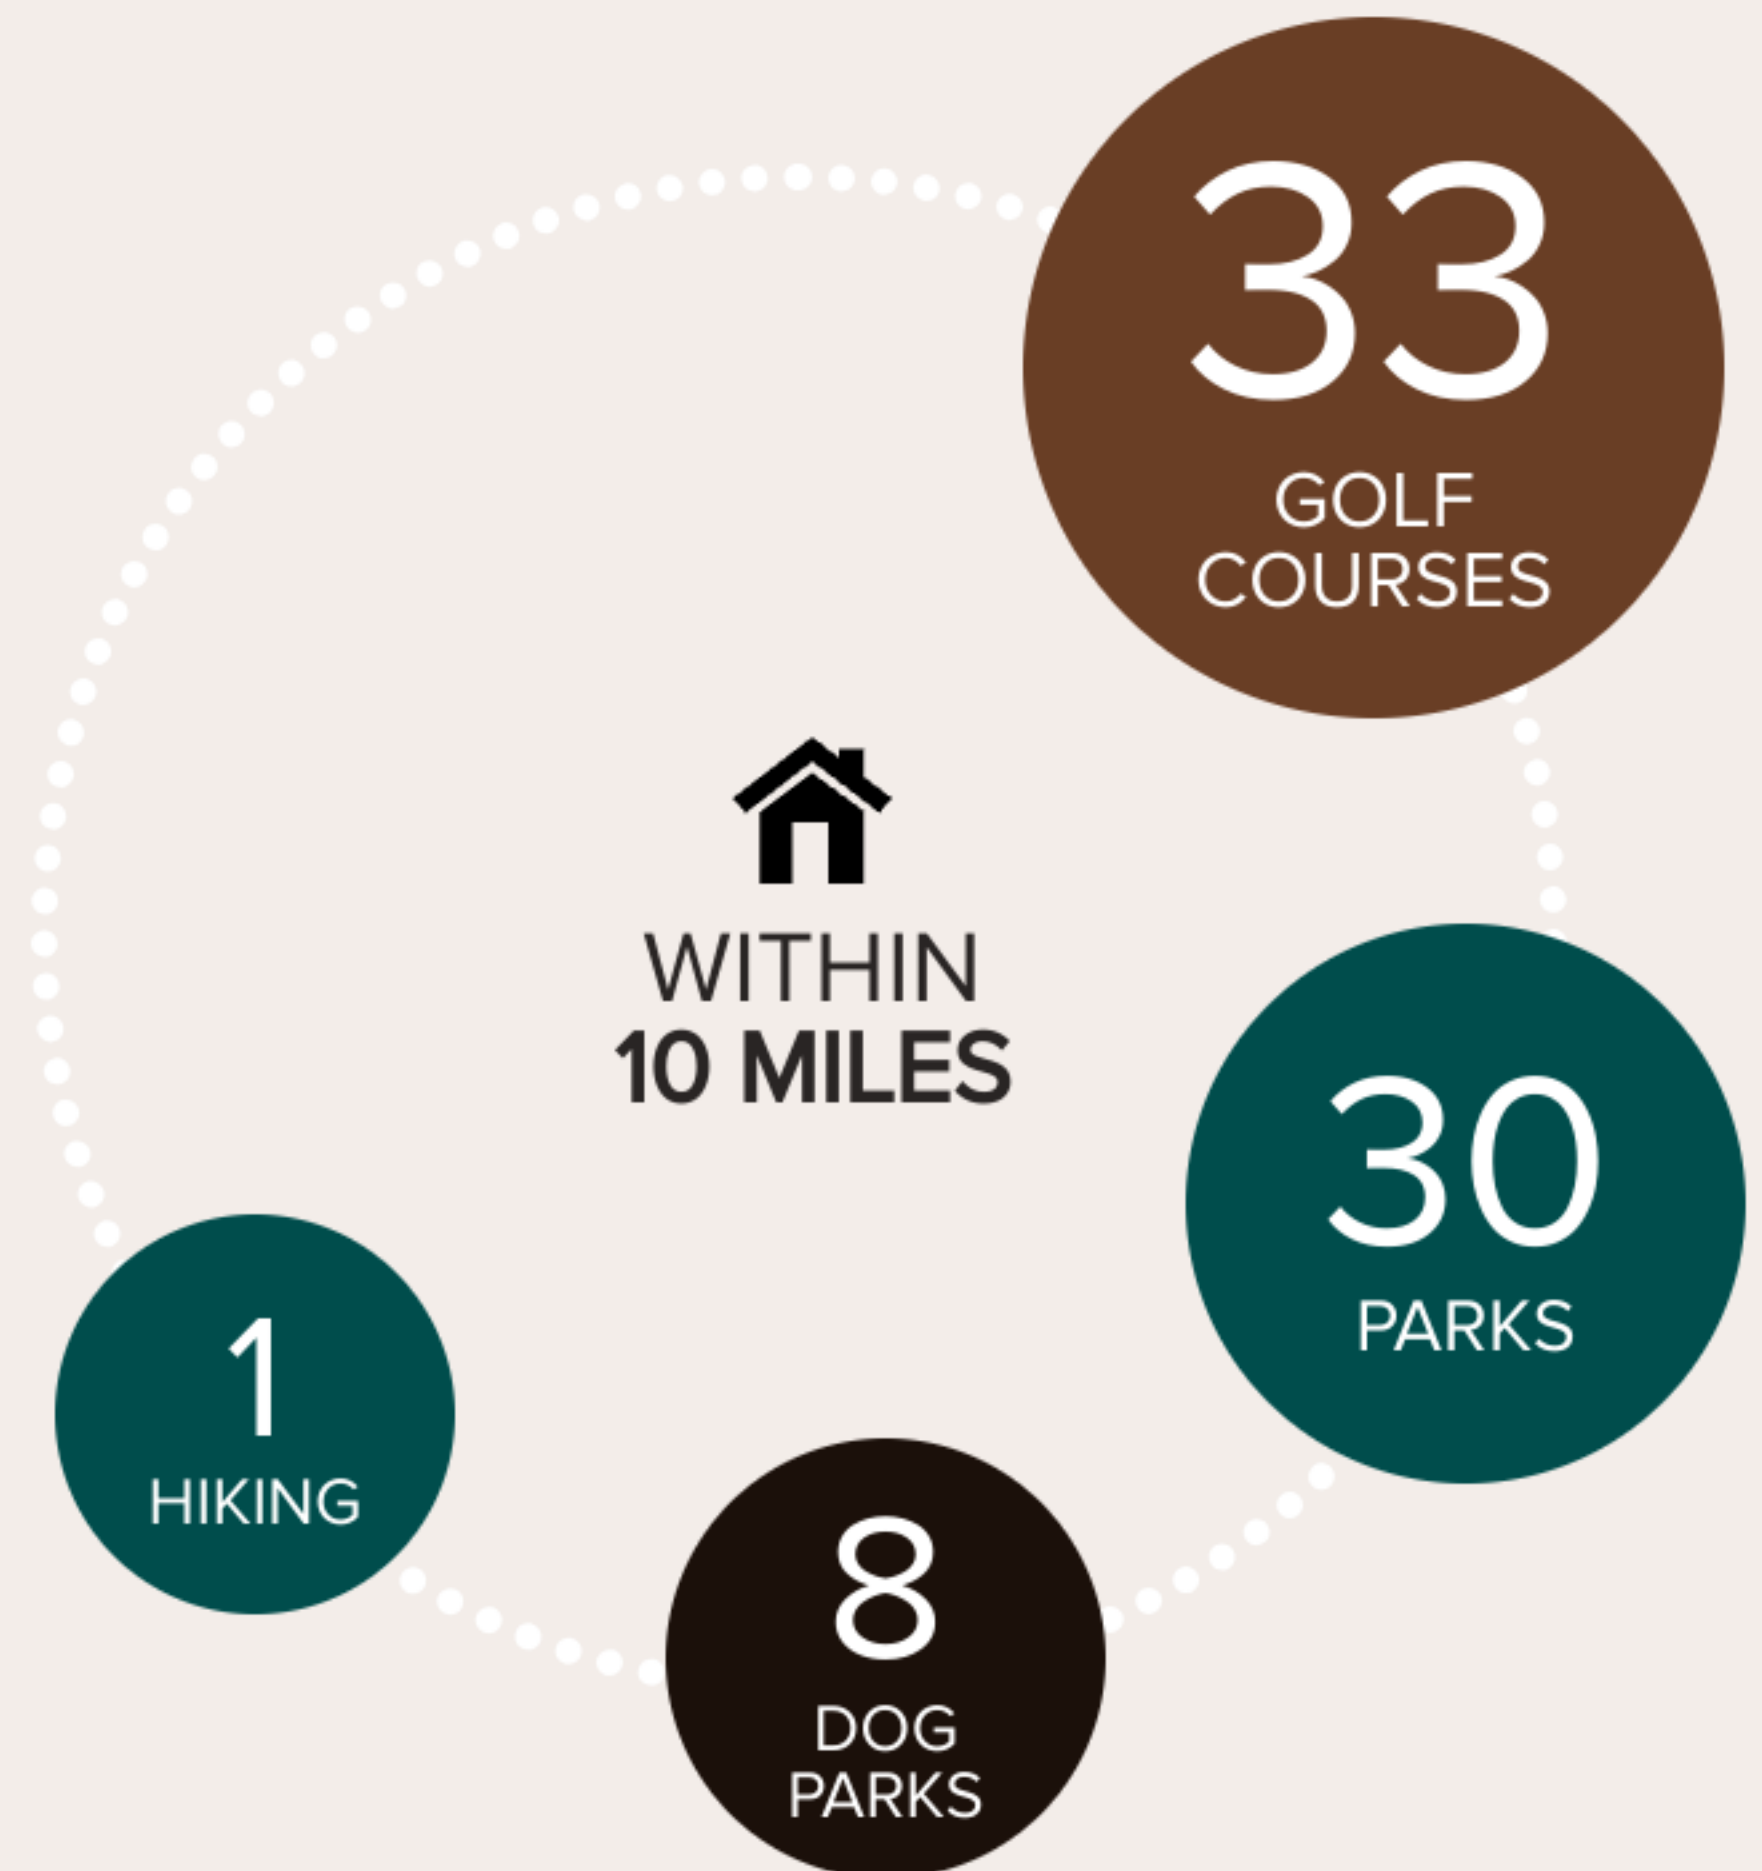 33
GOLF
COURSES
WITHIN
10 MILES
30
PARKS
1
HIKING
8
DOG
PARKS